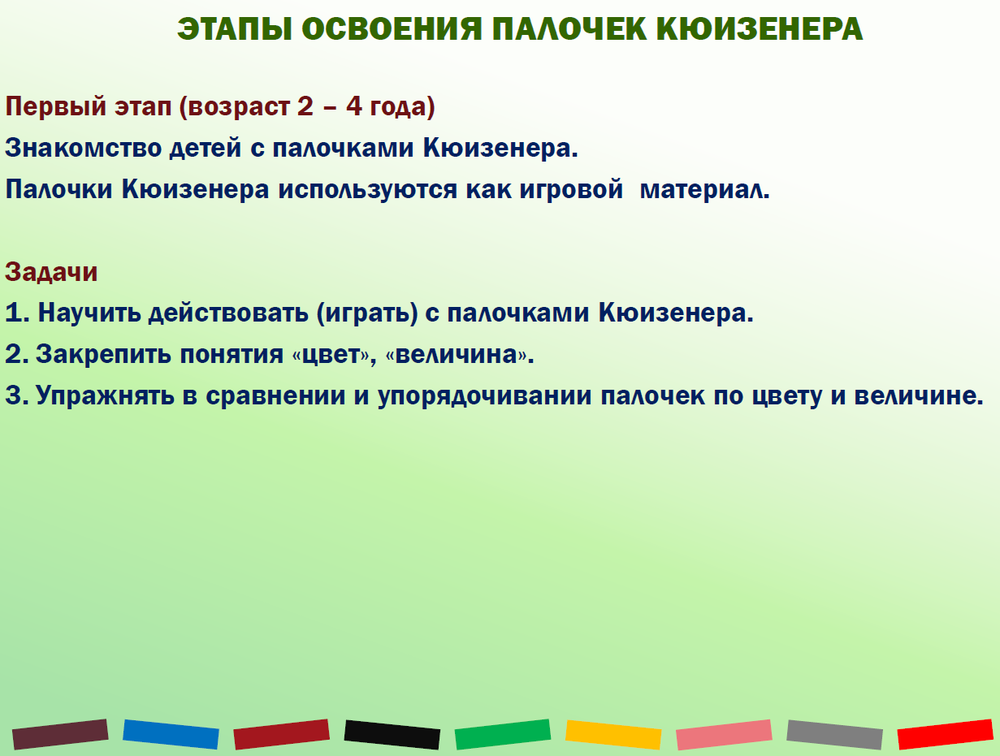 ЭТАПЫ ОСВОЕНИЯ ПАЛОЧЕК КЮИЗЕНЕРА
Первый этап (возраст 2 – 4 года)
Знакомство детей с палочками Кюизенера.
Палочки Кюизенера используются как игровой материал.
Задачи
1. Научить действовать (играть) с палочками Кюизенера.
2. Закрепить понятия «цвет», «величина».
3. Упражнять в сравнении и упорядочивании палочек по цвету и величине.